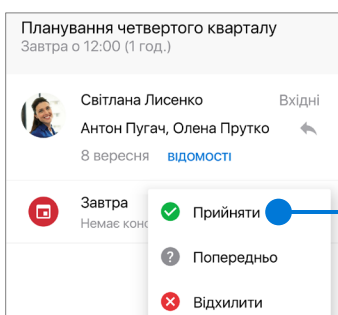 Планування четвертого кварталу
Завтра о 12:00 (1 год.)
Світлана Лисенко Вхідні
Антон Пугач, Олена Прутко
8 вересня відомості
Завтра
Немає
Прийняти
Попередньо
Відхилити